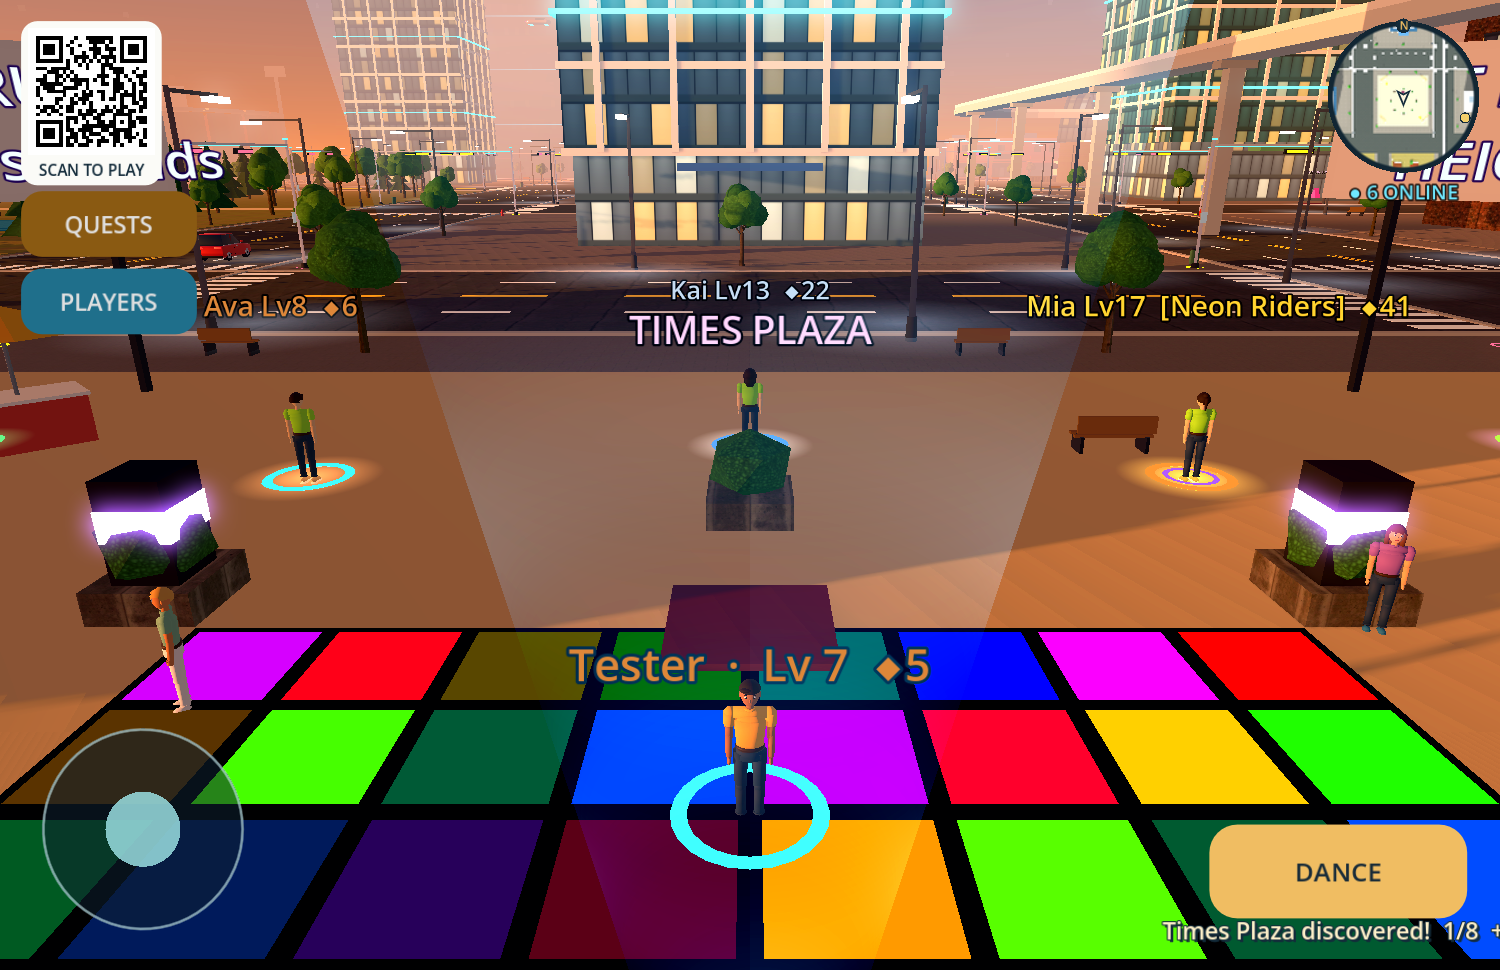 SCAN TO PLAY
QUESTS
PLAYERS
N
6 ONLINE
Ava Lv8 ◆6
Kai Lv13 ◆22
Mia Lv17 [Neon Riders] ◆41
TIMES PLAZA
Tester · Lv 7 ◆5
DANCE
Times Plaza discovered! 1/8 +